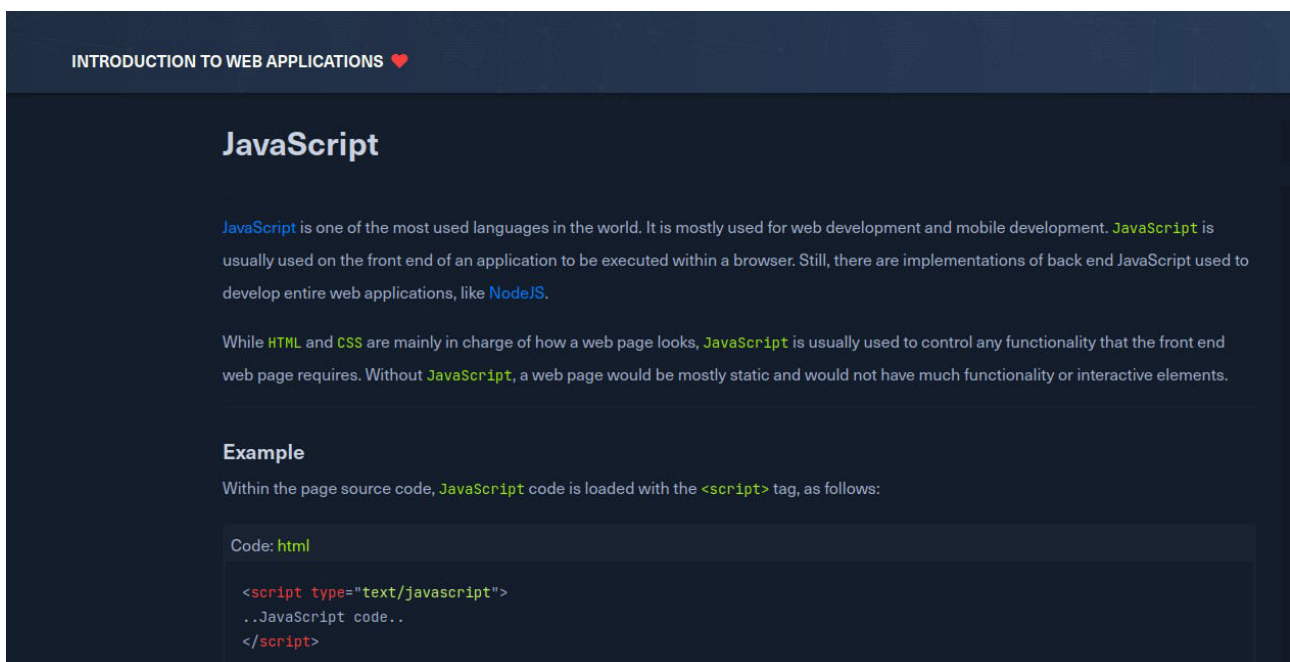 INTRODUCTION TO WEB APPLICATIONS
JavaScript
JavaScript is one of the most used languages in the world. It is mostly used for web development and mobile development. JavaScript is
usually used on the front end of an application to be executed within a browser. Still, there are implementations of back end JavaScript used to
develop entire web applications, like NodeJS.
While HTML and CSS are mainly in charge of how a web page looks, JavaScript is usually used to control any functionality that the front end
web page requires. Without JavaScript, a web page would be mostly static and would not have much functionality or interactive elements.
Example
Within the page source code, JavaScript code is loaded with the <script> tag, as follows:
Code: html
<script type="text/javascript">
..JavaScript code..
</script>